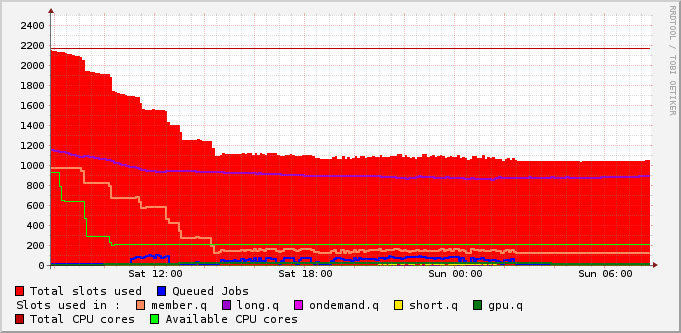 2400
2200
2000
1800
1600
1400
1200
1000
800
600
400
200
0
Sat 12:00 Sat 18:00 Sun 00:00 Sun 06:00
Total slots used Queued Jobs
Slots used in : member.q long.q ondemand.q short.q gpu.q
Total CPU cores Available CPU cores
RRDTOOL / TOBI OETIKER